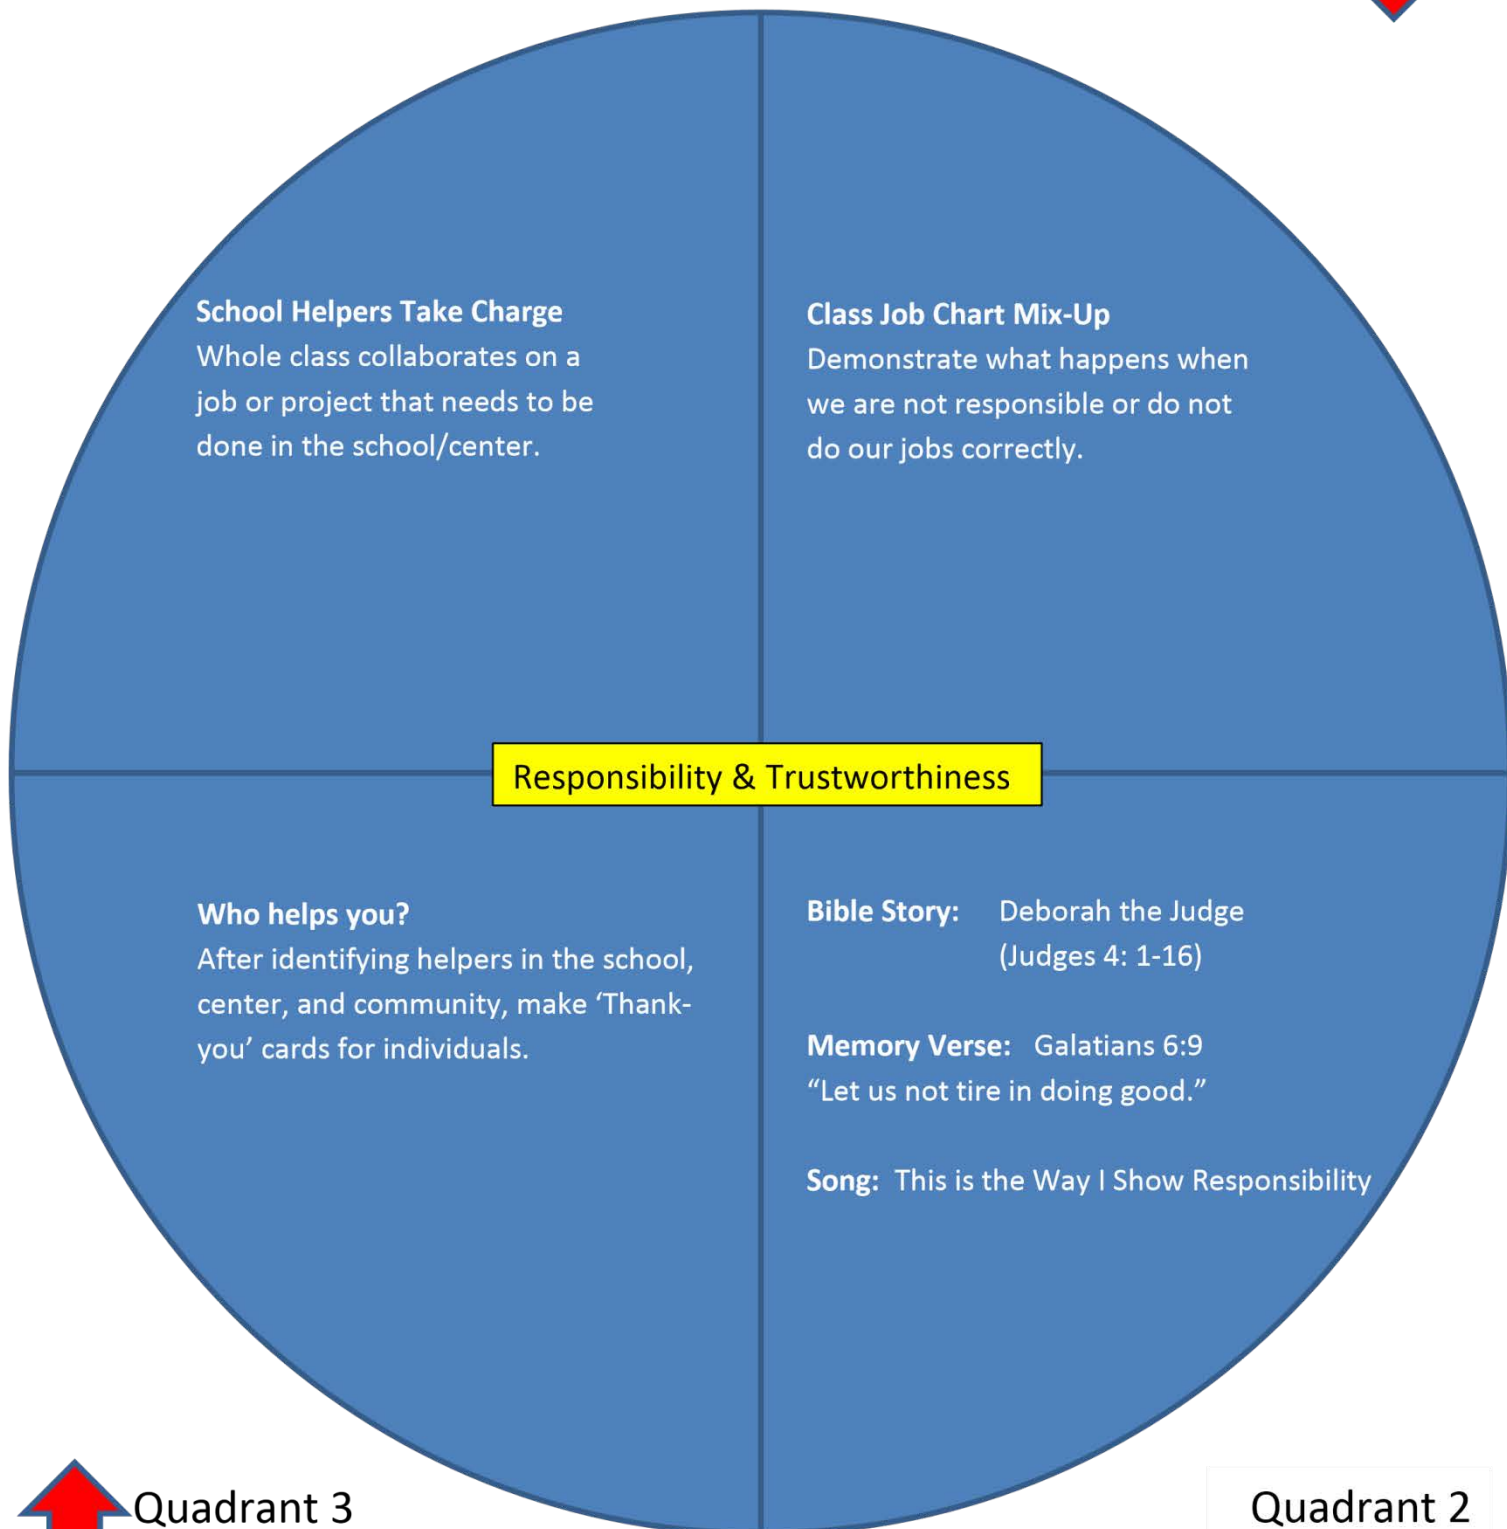 School Helpers Take Charge
Whole class collaborates on a
job or project that needs to be
done in the school/center.
Class Job Chart Mix-Up
Demonstrate what happens when
we are not responsible or do not
do our jobs correctly.
Responsibility & Trustworthiness
Who helps you?
After identifying helpers in the school,
center, and community, make ‘Thank-
you’ cards for individuals.
Bible Story: Deborah the Judge
(Judges 4: 1-16)
Memory Verse: Galatians 6:9
“Let us not tire in doing good.”
Song: This is the Way I Show Responsibility
Quadrant 3
Quadrant 2